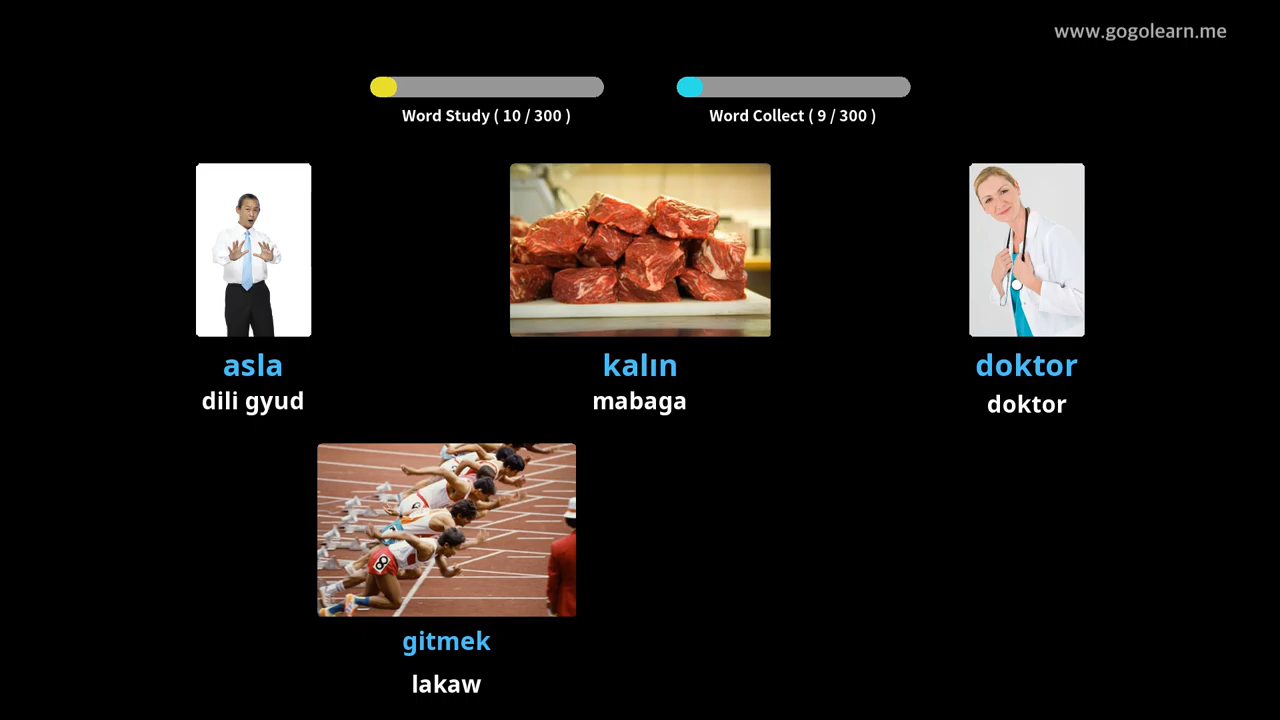 www.gogolearn.me
Word Study ( 10 / 300 )
Word Collect ( 9 / 300 )
asla
dili gyud
kalın
mabaga
doktor
doktor
8
gitmek
lakaw